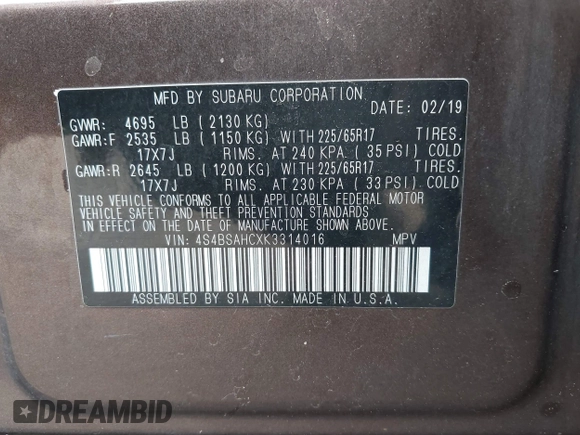 MFD BY SUBARU CORPORATION
DATE: 02/19
GVWR: 4695 LB (2130 KG)
GAWR:F 2535 LB (1150 KG) WITH 225/65R17 TIRES.
17X7J RIMS. AT 240 KPA. (35 PSI) COLD
GAWR:R 2645 LB (1200 KG) WITH 225/65R17 TIRES.
17X7J RIMS. AT 230 KPA. (33 PSI) COLD
THIS VEHICLE CONFORMS TO ALL APPLICABLE FEDERAL MOTOR
VEHICLE SAFETY AND THEFT PREVENTION STANDARDS
IN EFFECT ON THE DATE OF MANUFACTURE SHOWN ABOVE.
VIN: 4S4BSAHCXK3314016 MPV
ASSEMBLED BY SIA INC. MADE IN U.S.A.
DREAMBID